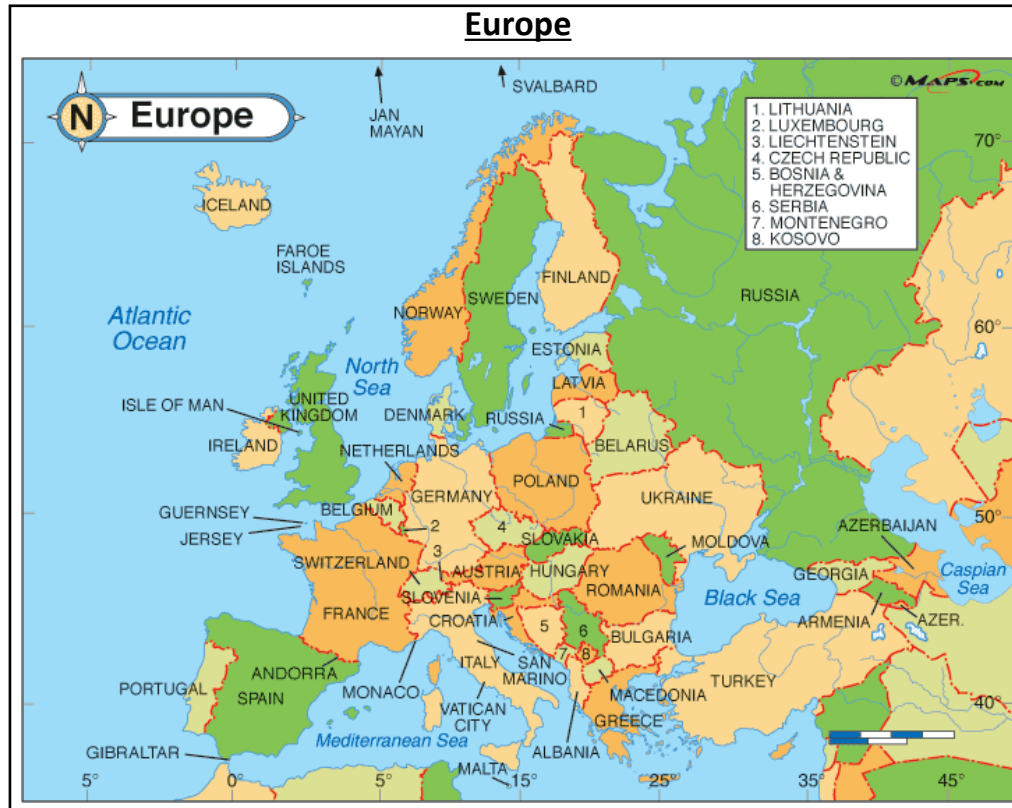 Europe
© MAPS.COM
N Europe
JAN
MAYAN
SVALBARD
1. LITHUANIA
2. LUXEMBOURG
3. LIECHTENSTEIN
4. CZECH REPUBLIC
5. BOSNIA &
HERZEGOVINA
6. SERBIA
7. MONTENEGRO
8. KOSOVO
70°
ICELAND
FAROE
ISLANDS
FINLAND
RUSSIA
SWEDEN
NORWAY
Atlantic
Ocean
60°
North
Sea
ESTONIA
LATVIA
ISLE OF MAN
UNITED
KINGDOM
DENMARK
RUSSIA
1
BELARUS
IRELAND
NETHERLANDS
POLAND
GERMANY
UKRAINE
BELGIUM
GUERNSEY
JERSEY
2
4
50°
AZERBAIJAN
SLOVAKIA
MOLDOVA
3
SWITZERLAND
AUSTRIA
HUNGARY
GEORGIA
Caspian
Sea
ROMANIA
SLOVENIA
Black Sea
FRANCE
CROATIA
5
6
ARMENIA
AZER.
BULGARIA
7
8
ITALY
SAN
MARINO
ANDORRA
TURKEY
PORTUGAL
SPAIN
MONACO
MACEDONIA
VATICAN
CITY
40°
GREECE
Mediterranean Sea
ALBANIA
GIBRALTAR
MALTA
5°
0°
5°
15°
25°
35°
45°